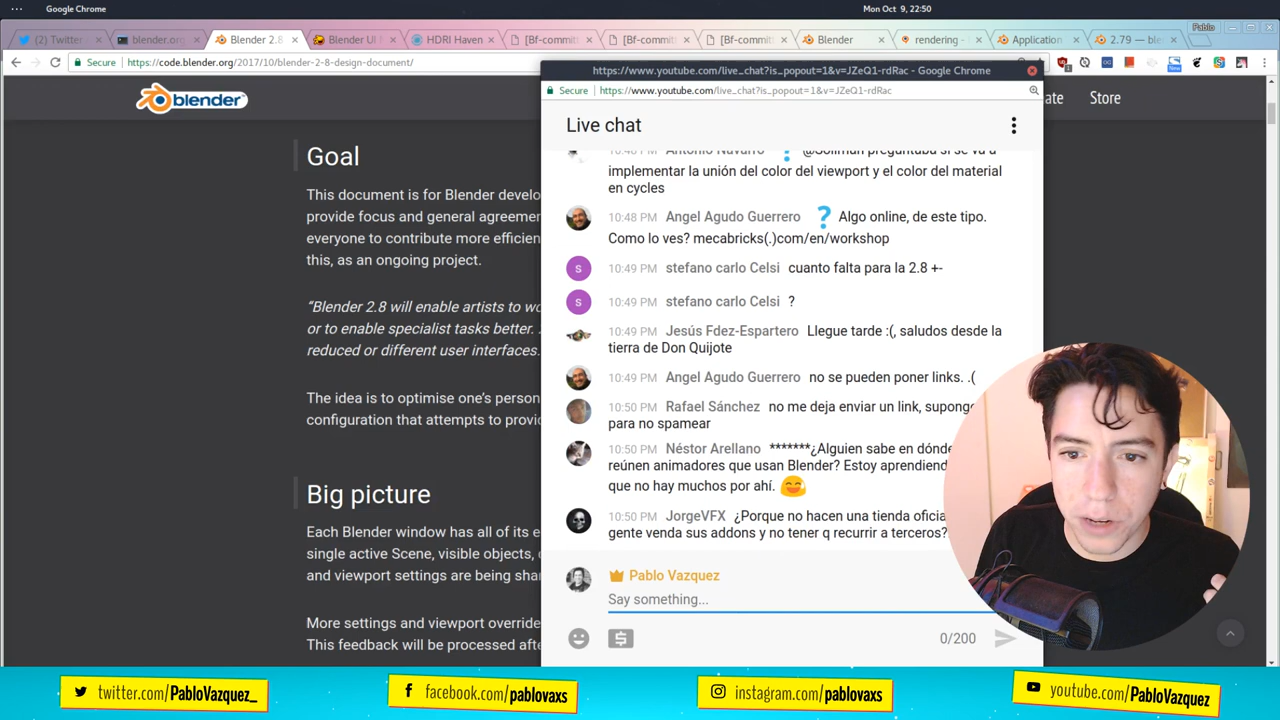 Google Chrome
Mon Oct 9, 22:50
(2) Twitter
blender.org
Blender 2.8
Blender UI
HDRI Haven
[Bf-commit
[Bf-commit
[Bf-commit
Blender
rendering -
Application
2.79 — ble
Pablo
Secure
https://code.blender.org/2017/10/blender-2-8-design-document/
https://www.youtube.com/live_chat?is_popout=1&v=JZeQ1-rdRac - Google Chrome
Secure
https://www.youtube.com/live_chat?is_popout=1&v=JZeQ1-rdRac
blender
ate
Store
Goal
This document is for Blender develo
provide focus and general agreeme
everyone to contribute more efficien
this, as an ongoing project.
"Blender 2.8 will enable artists to wo
or to enable specialist tasks better.
reduced or different user interfaces.
The idea is to optimise one's person
configuration that attempts to provid
Big picture
Each Blender window has all of its e
single active Scene, visible objects, c
and viewport settings are being shar
More settings and viewport override
This feedback will be processed afte
Live chat
10:48 PM Antonio Navarro ❓ @Soliman preguntaba si se va a
implementar la unión del color del viewport y el color del material
en cycles
10:48 PM Angel Agudo Guerrero ❓ Algo online, de este tipo.
Como lo ves? mecabricks(.)com/en/workshop
S
10:49 PM stefano carlo Celsi cuanto falta para la 2.8 +-
S
10:49 PM stefano carlo Celsi ?
10:49 PM Jesús Fdez-Espartero Llegue tarde :(, saludos desde la
tierra de Don Quijote
10:49 PM Angel Agudo Guerrero no se pueden poner links. .(
10:50 PM Rafael Sánchez no me deja enviar un link, supongo
para no spamear
10:50 PM Néstor Arellano *******¿Alguien sabe en dónde
reúnen animadores que usan Blender? Estoy aprendiend
que no hay muchos por ahí. 😅
10:50 PM JorgeVFX ¿Porque no hacen una tienda oficia
gente venda sus addons y no tener q recurrir a terceros?
Pablo Vazquez
Say something...
0/200
twitter.com/PabloVazquez_
facebook.com/pablovaxs
instagram.com/pablovaxs
youtube.com/PabloVazquez